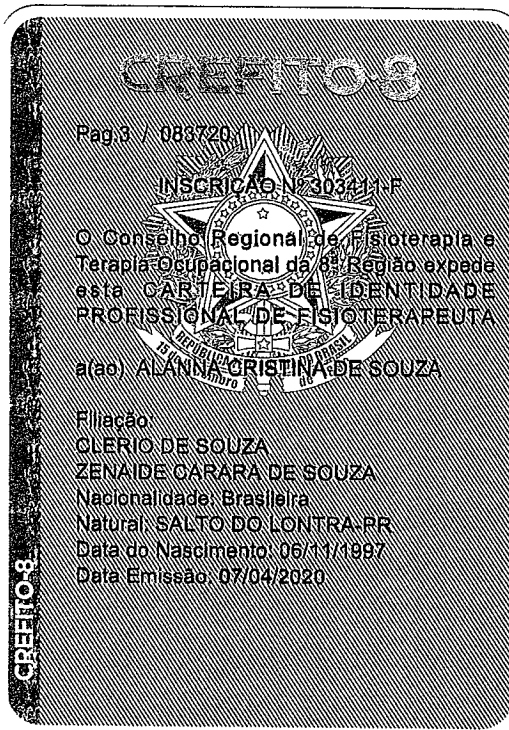 CREFITO-8
Pag.3 / 083720
INSCRIÇÃO Nº 303411-F
O Conselho Regional de Fisioterapia e
Terapia Ocupacional da 8ª Região expede
esta CARTEIRA DE IDENTIDADE
PROFISSIONAL DE FISIOTERAPEUTA
a(ao) ALANNA CRISTINA DE SOUZA
Filiação:
CLERIO DE SOUZA
ZENAIDE CARARA DE SOUZA
Nacionalidade: Brasileira
Natural: SALTO DO LONTRA-PR
Data do Nascimento: 06/11/1997
Data Emissão: 07/04/2020
CREFITO-8